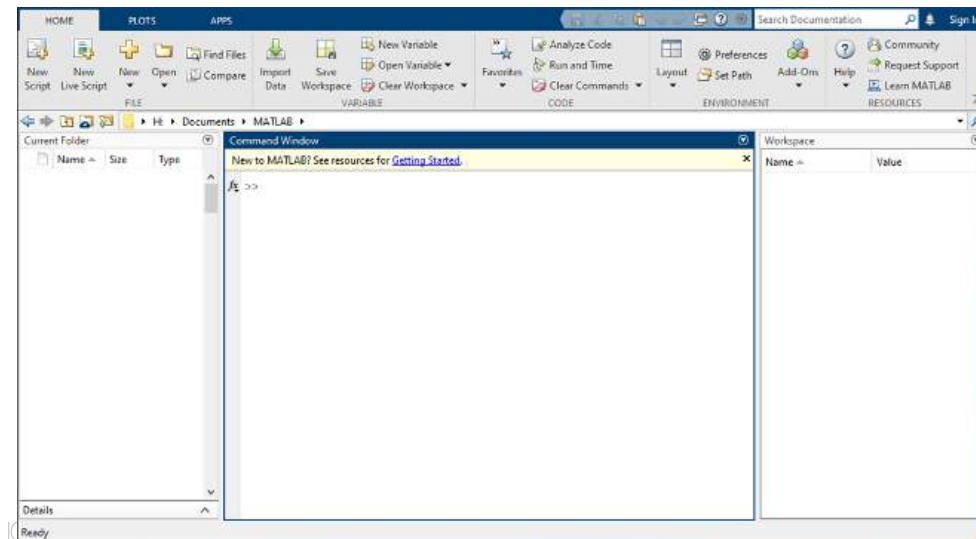 HOME PLOTS APPS Search Documentation Sign In
New Script New Live Script New Open Find Files Compare Import Data Save Workspace New Variable Open Variable Clear Workspace Favorites Analyze Code Run and Time Clear Commands Layout Preferences Set Path Add-Ons Help Community Request Support Learn MATLAB
FILE VARIABLE CODE ENVIRONMENT RESOURCES
H: Documents MATLAB
Current Folder Command Window Workspace
Name Size Type New to MATLAB? See resources for Getting Started. × Name Value
fx >>
Details
Ready